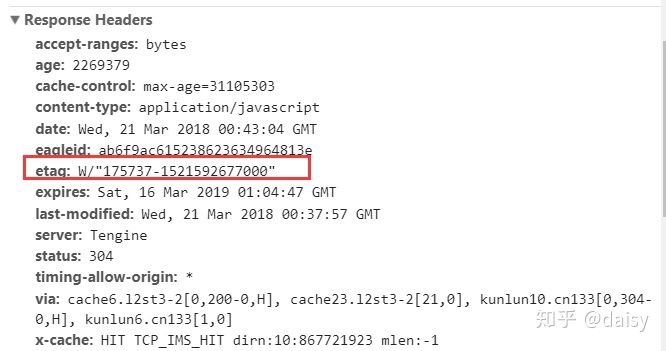 ▼ Response Headers
accept-ranges: bytes
age: 2269379
cache-control: max-age=31105303
content-type: application/javascript
date: Wed, 21 Mar 2018 00:43:04 GMT
eagleid: ab6f9ac615238623634964813e
etag: W/"175737-1521592677000"
expires: Sat, 16 Mar 2019 01:04:47 GMT
last-modified: Wed, 21 Mar 2018 00:37:57 GMT
server: Tengine
status: 304
timing-allow-origin: *
via: cache6.l2st3-2[0,200-0,H], cache23.l2st3-2[21,0], kunlun10.cn133[0,304-
0,H], kunlun6.cn133[1,0]
x-cache: HIT TCP_IMS_HIT dirn:10:867721923 mlen:-1
知乎 @daisy